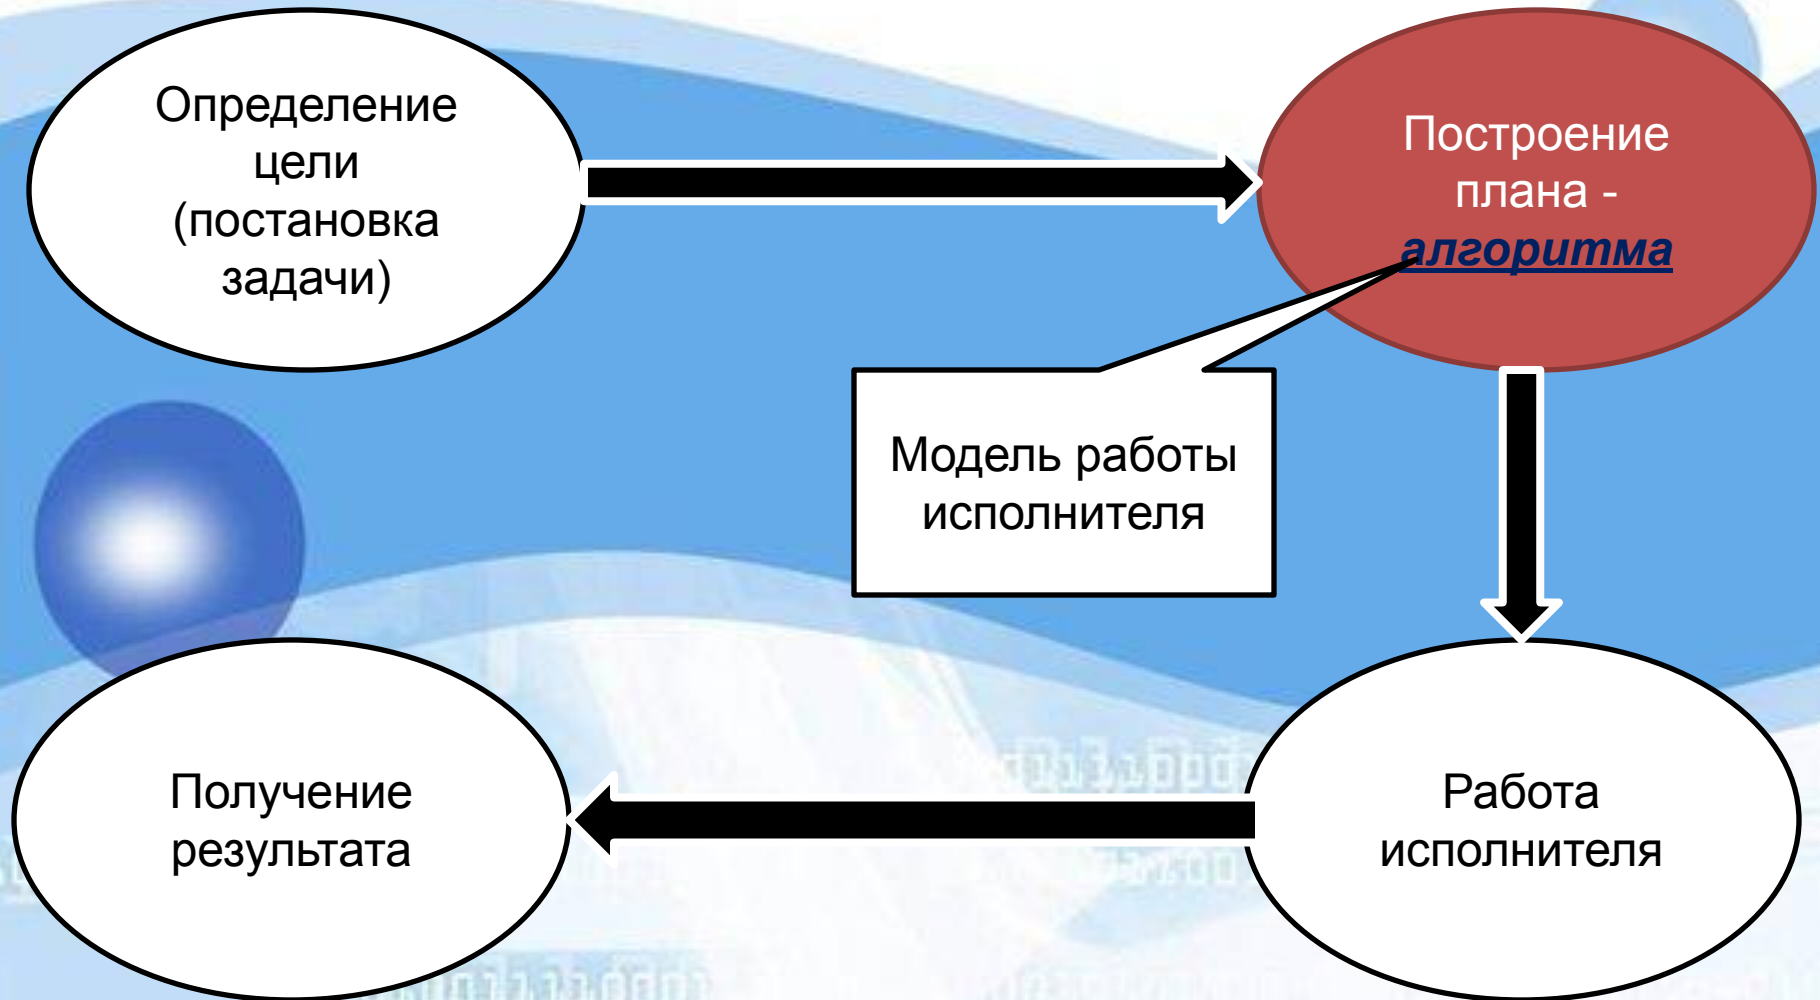 Определение
цели
(постановка
задачи)
Построение
плана -
алгоритма
Модель работы
исполнителя
Работа
исполнителя
Получение
результата